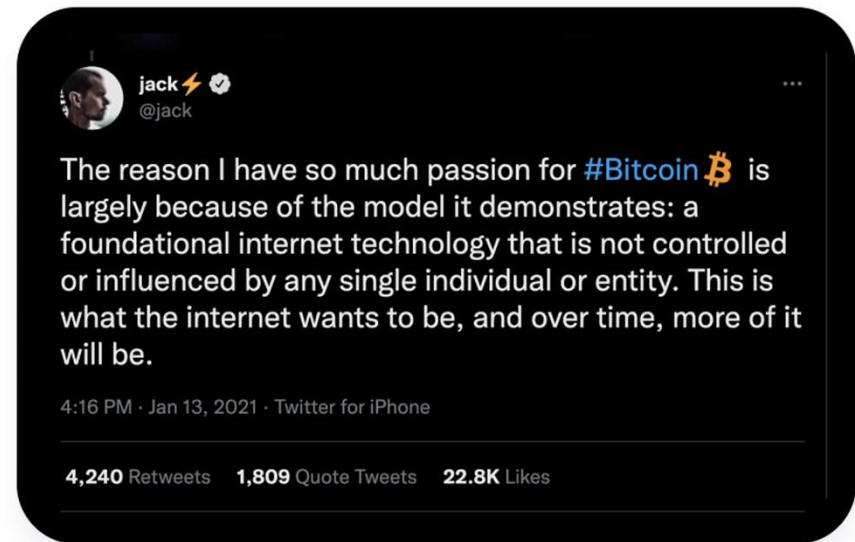 jack⚡
@jack
The reason I have so much passion for #Bitcoin is
largely because of the model it demonstrates: a
foundational internet technology that is not controlled
or influenced by any single individual or entity. This is
what the internet wants to be, and over time, more of it
will be.
4:16 PM · Jan 13, 2021 · Twitter for iPhone
4,240 Retweets 1,809 Quote Tweets 22.8K Likes